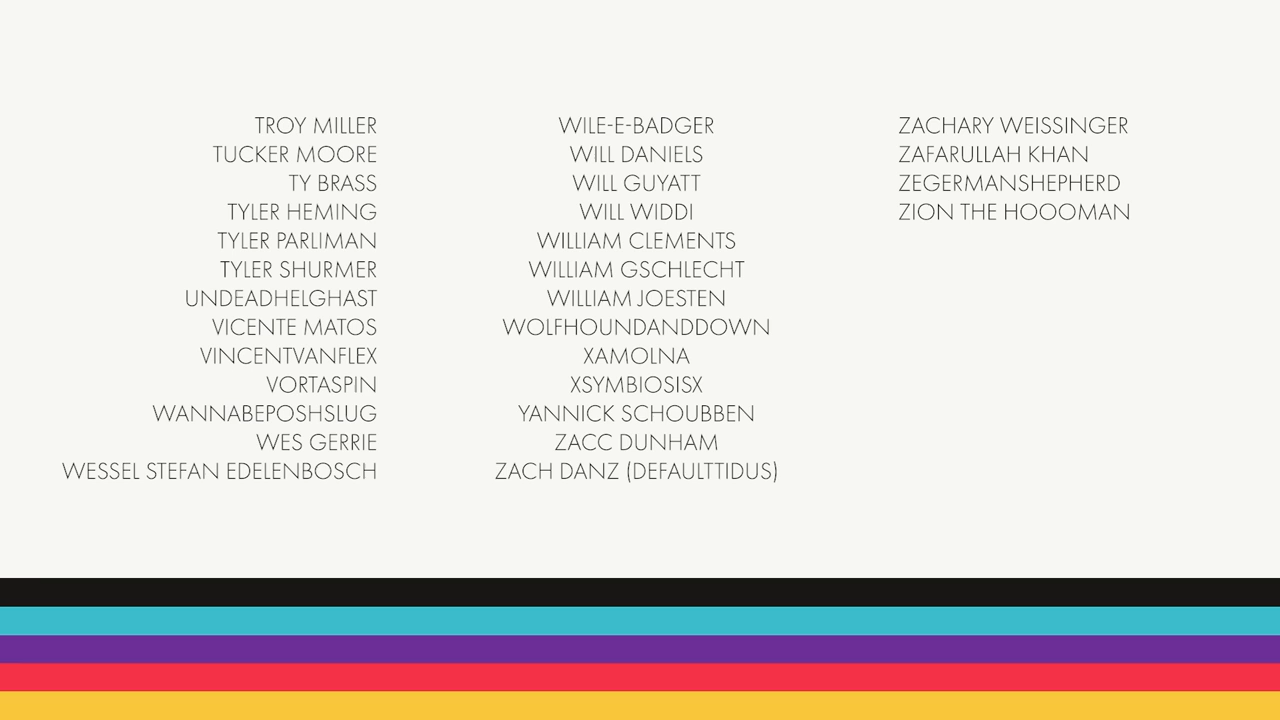 TROY MILLER
TUCKER MOORE
TY BRASS
TYLER HEMING
TYLER PARLIMAN
TYLER SHURMER
UNDEADHELGHAST
VICENTE MATOS
VINCENTVANFLEX
VORTASPIN
WANNABEPOSHSLUG
WES GERRIE
WESSEL STEFAN EDELENBOSCH
WILE-E-BADGER
WILL DANIELS
WILL GUYATT
WILL WIDDI
WILLIAM CLEMENTS
WILLIAM GSCHLECHT
WILLIAM JOESTEN
WOLFHOUNDANDDOWN
XAMOLNA
XSYMBIOSISX
YANNICK SCHOUBBEN
ZACC DUNHAM
ZACH DANZ (DEFAULTTIDUS)
ZACHARY WEISSINGER
ZAFARULLAH KHAN
ZEGERMANSHEPHERD
ZION THE HOOOMAN